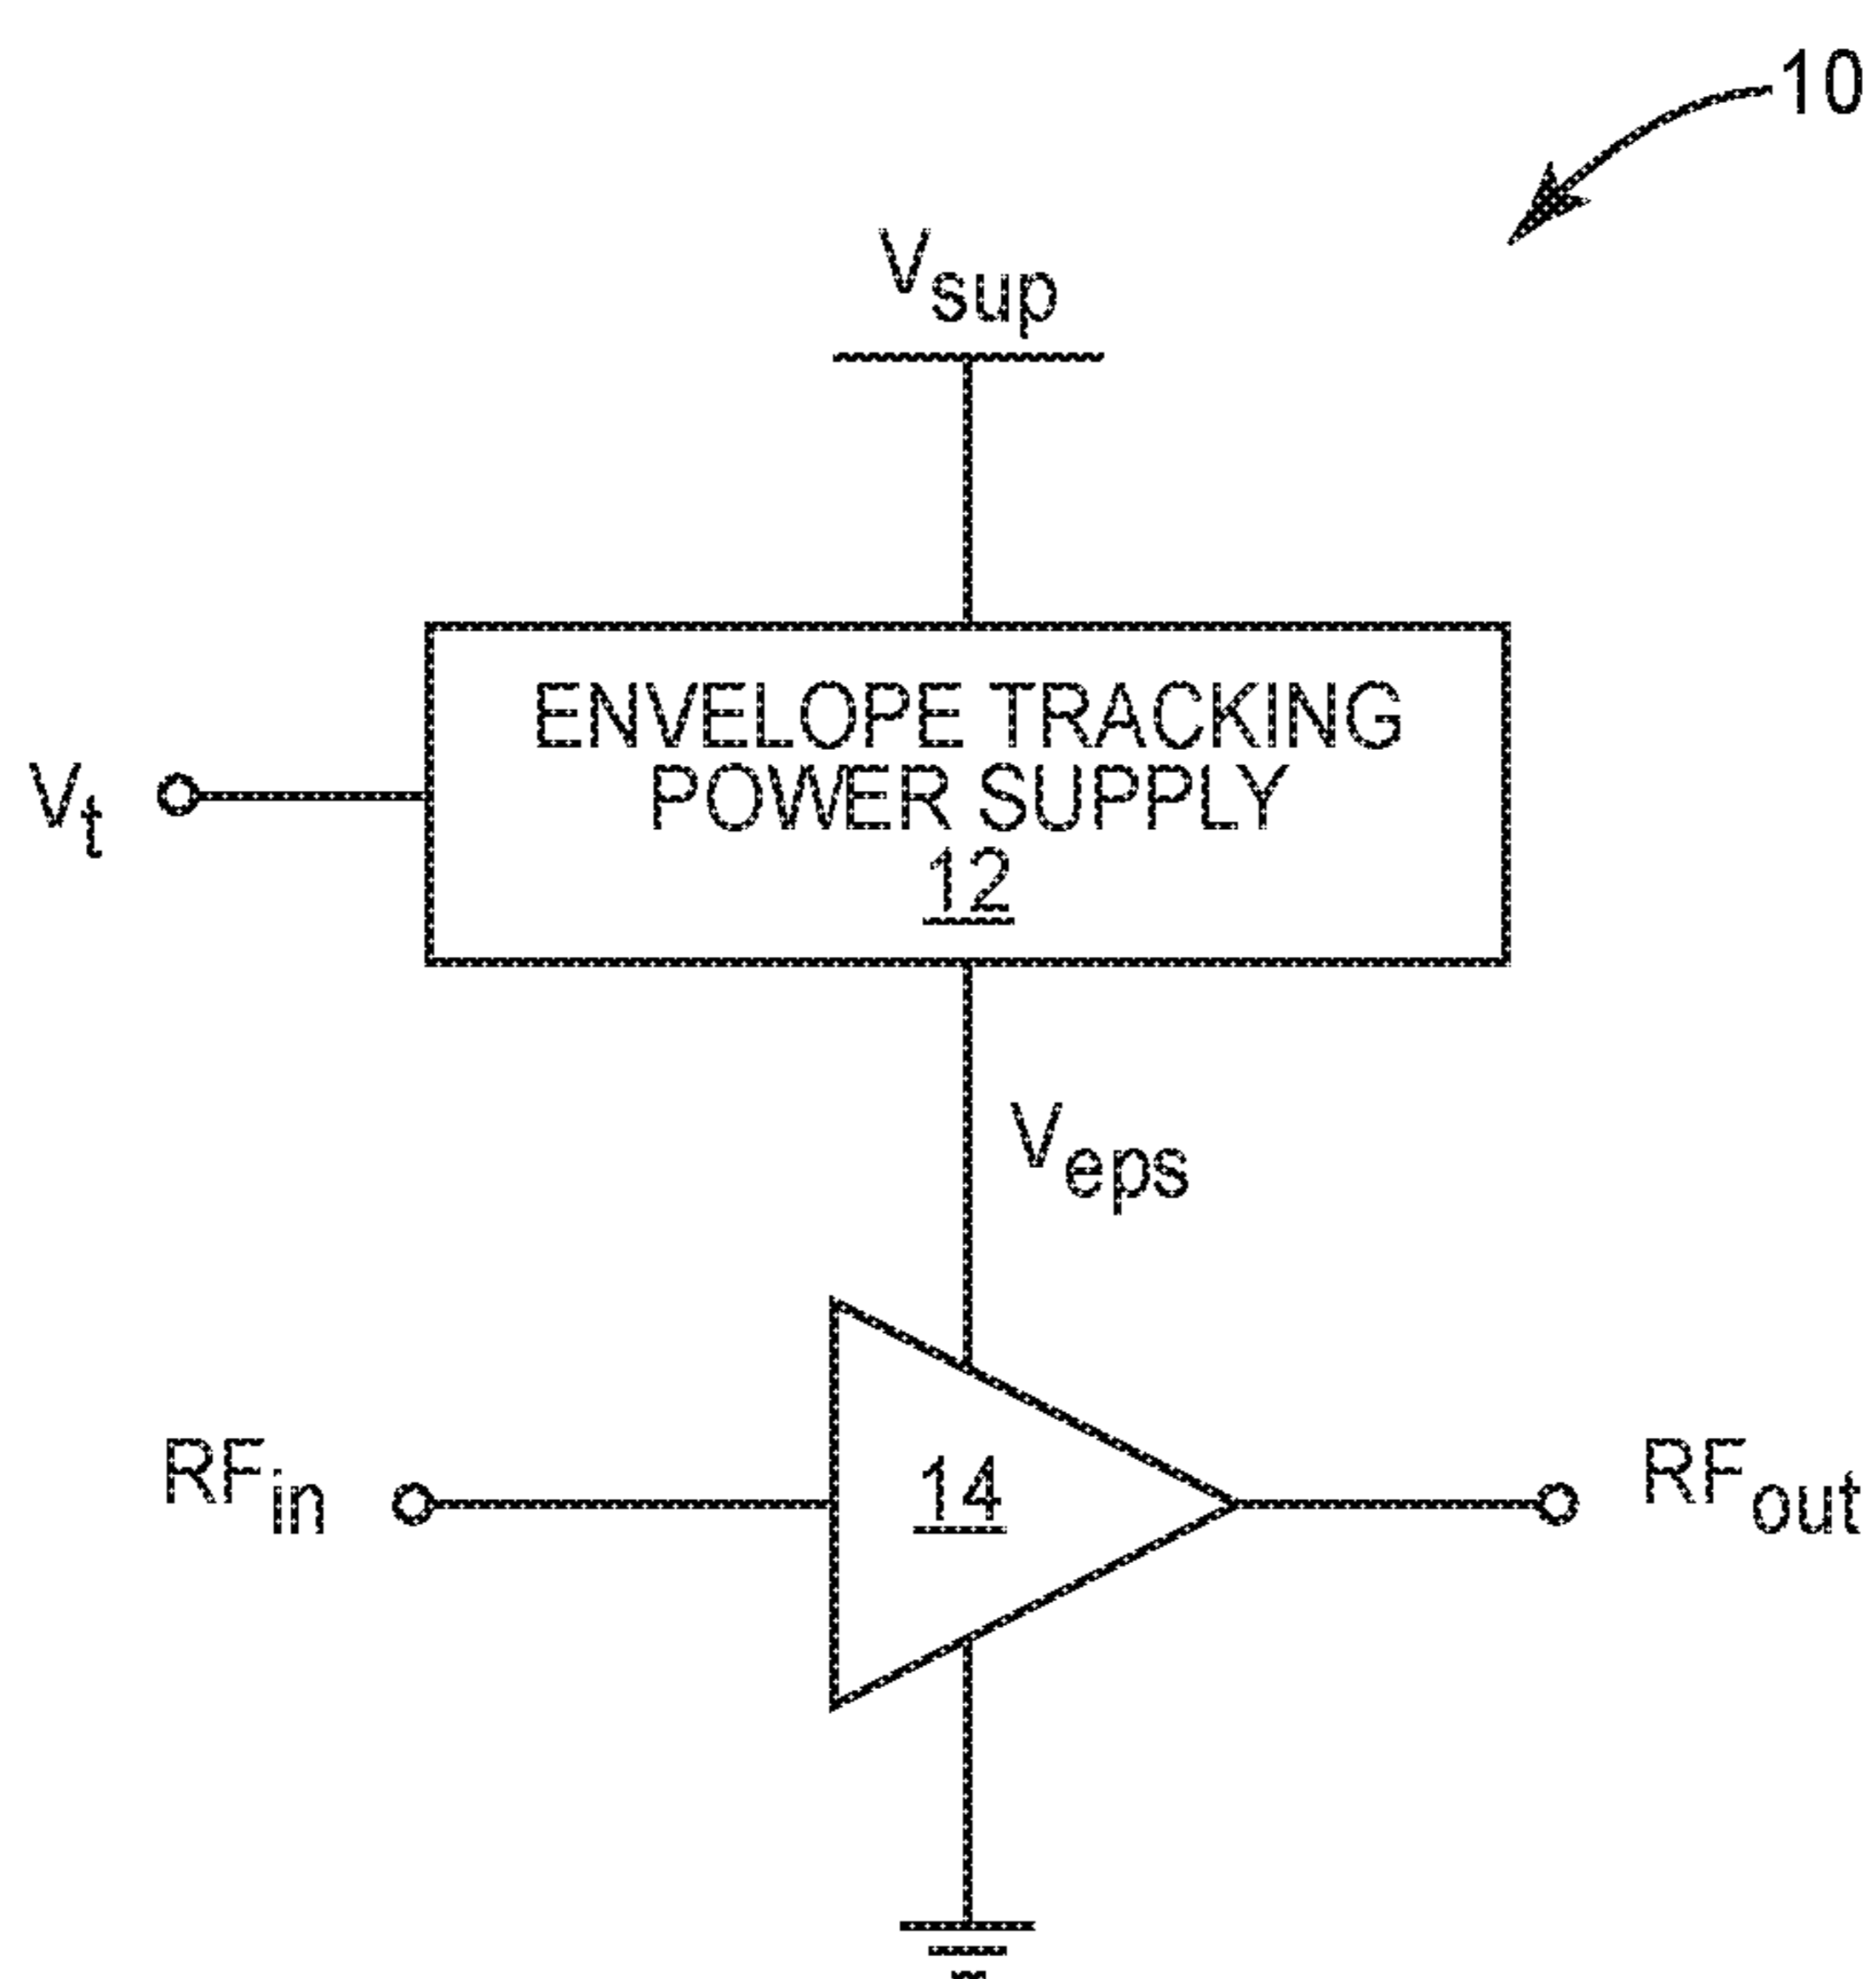 10
Vsup
ENVELOPE TRACKING
POWER SUPPLY
12
Vt
Veps
RFin
14
RFout